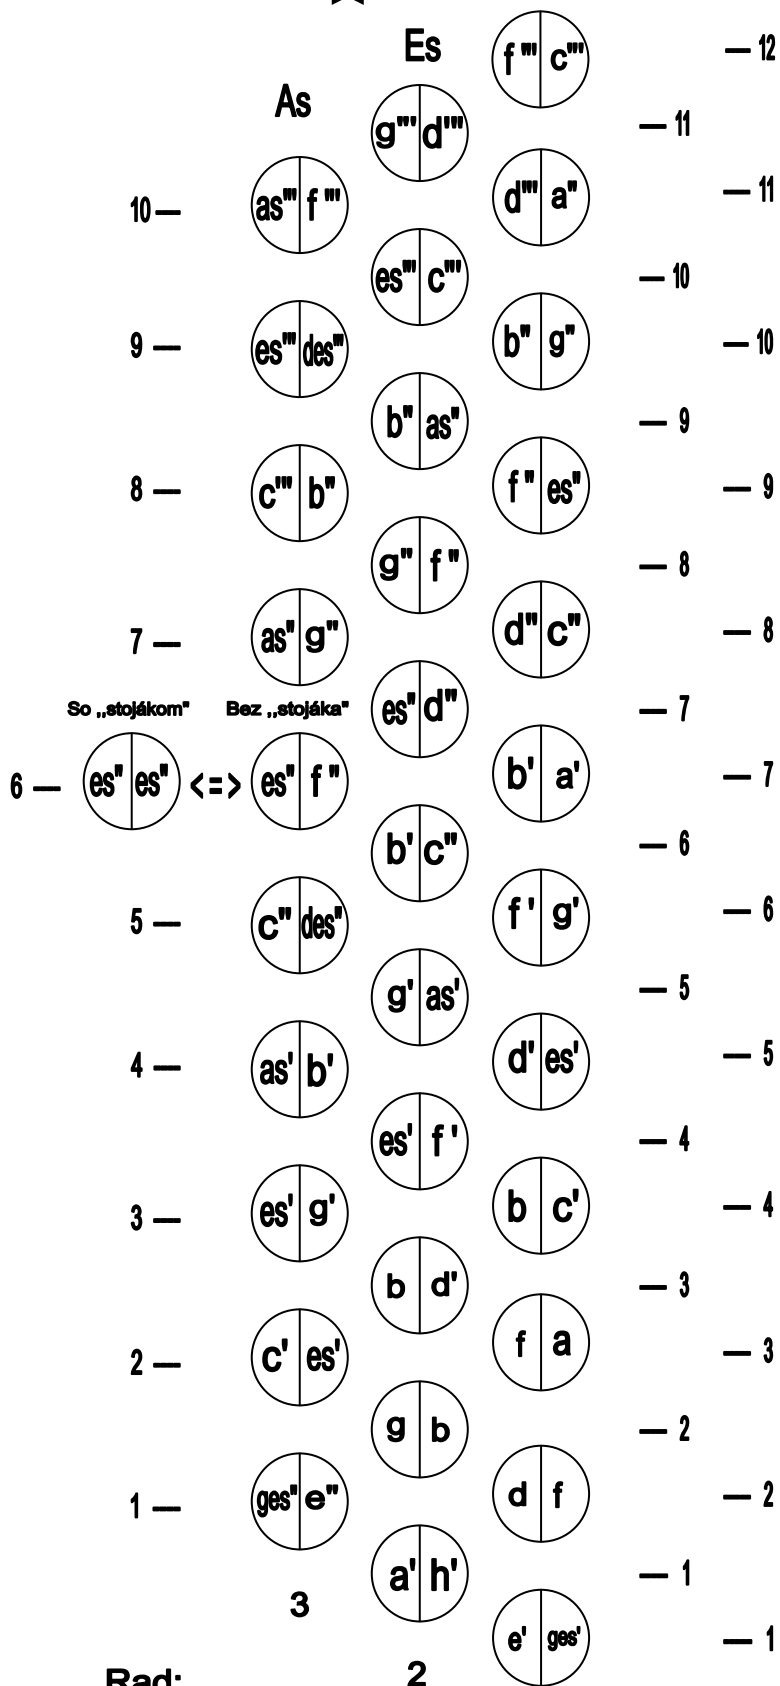 f''' c''' — 12
Es
As
g''' d''' — 11
10 — as''' f''' d''' a'' — 11
es''' c''' — 10
9 — es''' des''' b'' g'' — 10
b'' as'' — 9
8 — c''' b'' f'' es'' — 9
g'' f'' — 8
7 — as'' g'' d'' c'' — 8
So ,,stojákom" Bez ,,stojáka" es'' d'' — 7
6 — es'' es'' <=> es'' f'' b' a' — 7
b' c'' — 6
5 — c'' des'' f' g' — 6
g' as' — 5
4 — as' b' d' es' — 5
es' f' — 4
3 — es' g' b c' — 4
b d' — 3
2 — c' es' f a — 3
g b — 2
1 — ges'' e'' d f — 2
a' h' — 1
3
e' ges' — 1
Rad: 2